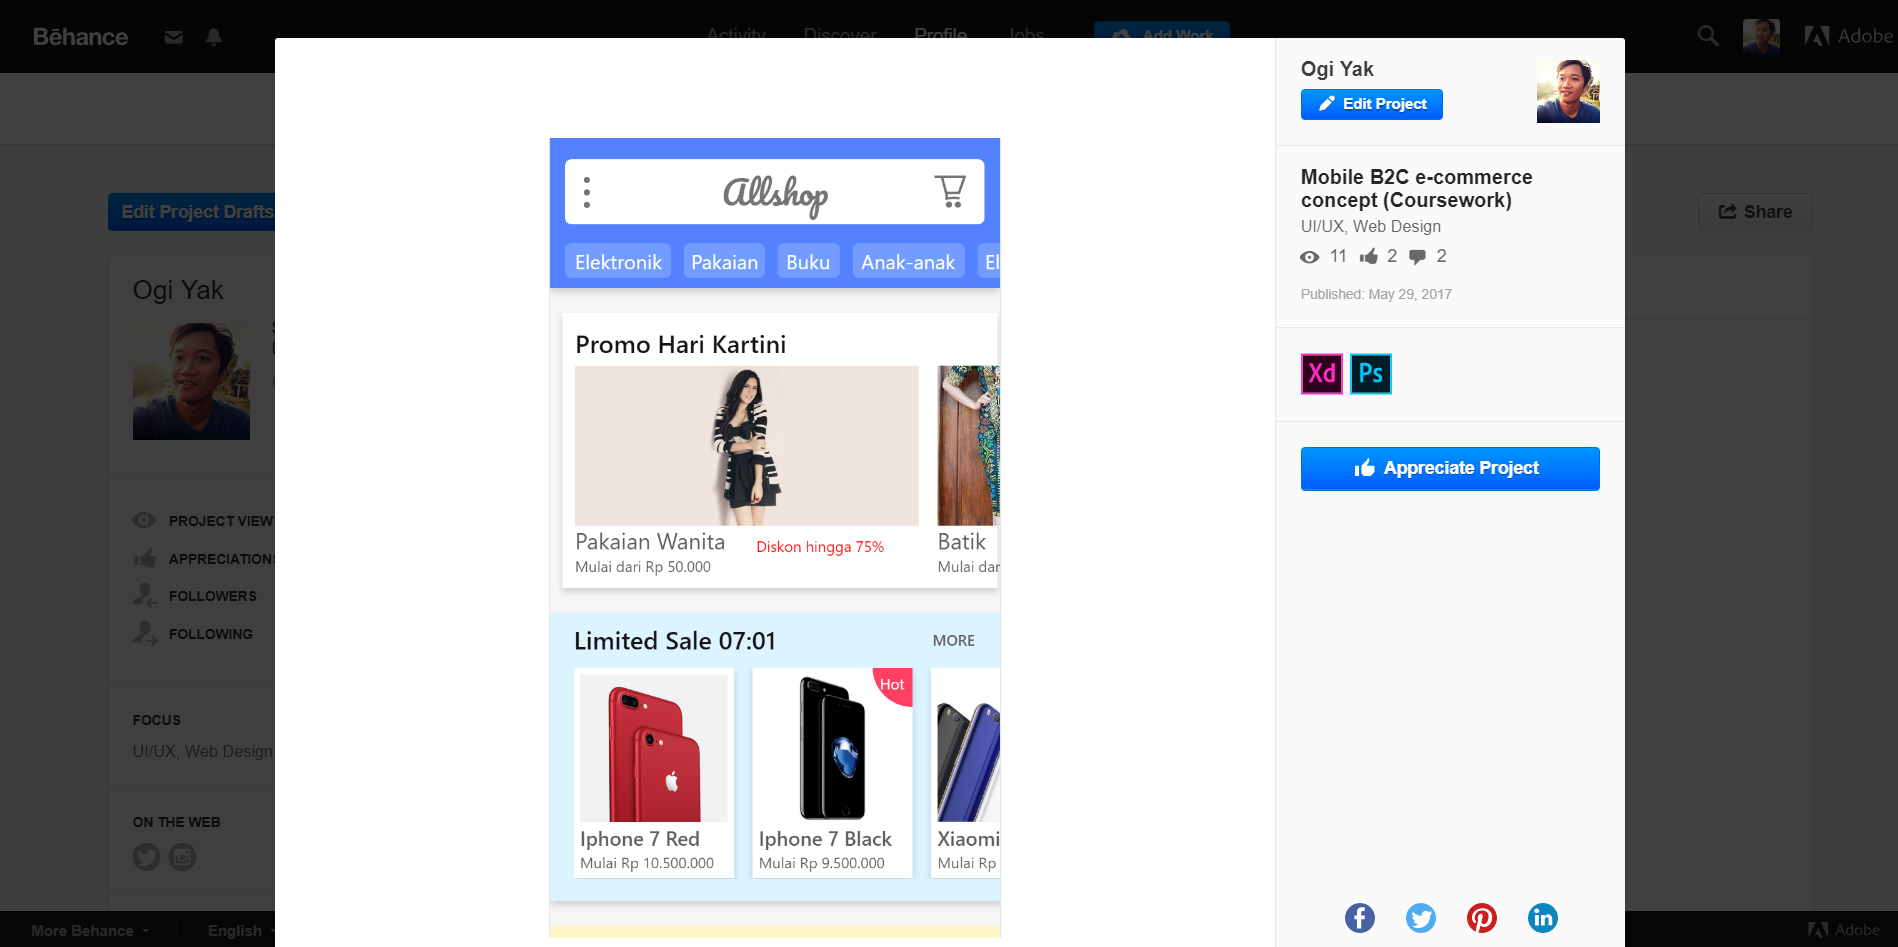 Bēhance
Activity
Discover
Profile
Jobs
Add Work
Adobe
Edit Project Drafts
Share
Ogi Yak
PROJECT VIEW
APPRECIATIONS
FOLLOWERS
FOLLOWING
FOCUS
UI/UX, Web Design
ON THE WEB
More Behance
English
Adobe
Allshop
Elektronik
Pakaian
Buku
Anak-anak
El
Promo Hari Kartini
Pakaian Wanita
Diskon hingga 75%
Mulai dari Rp 50.000
Batik
Mulai dar
Limited Sale 07:01
MORE
Hot
Iphone 7 Red
Mulai Rp 10.500.000
Iphone 7 Black
Mulai Rp 9.500.000
Xiaomi
Mulai Rp
Ogi Yak
Edit Project
Mobile B2C e-commerce
concept (Coursework)
UI/UX, Web Design
11 2 2
Published: May 29, 2017
Xd Ps
Appreciate Project